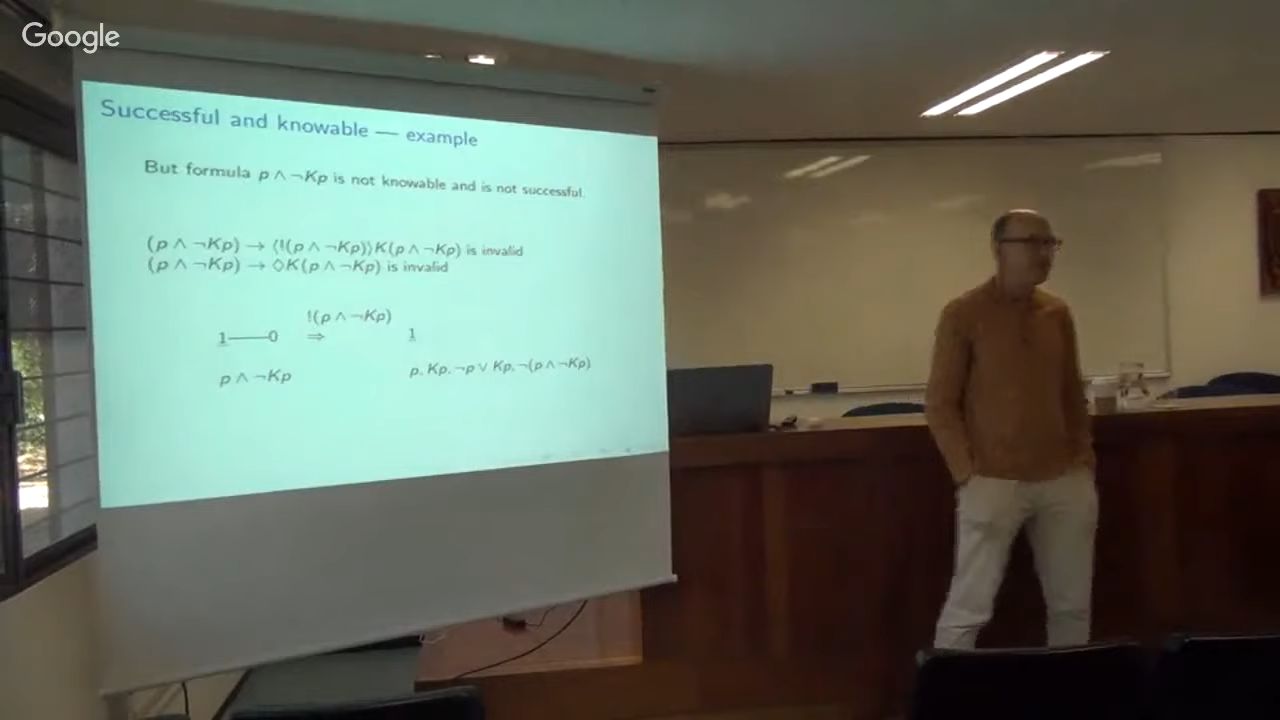 Google
Successful and knowable — example
But formula p ∧ ¬Kp is not knowable and is not successful.
(p ∧ ¬Kp) → ⟨!(p ∧ ¬Kp)⟩K(p ∧ ¬Kp) is invalid
(p ∧ ¬Kp) → ◇K(p ∧ ¬Kp) is invalid
!(p ∧ ¬Kp)
1——0 ⇒ 1
p ∧ ¬Kp p, Kp, ¬p ∨ Kp, ¬(p ∧ ¬Kp)